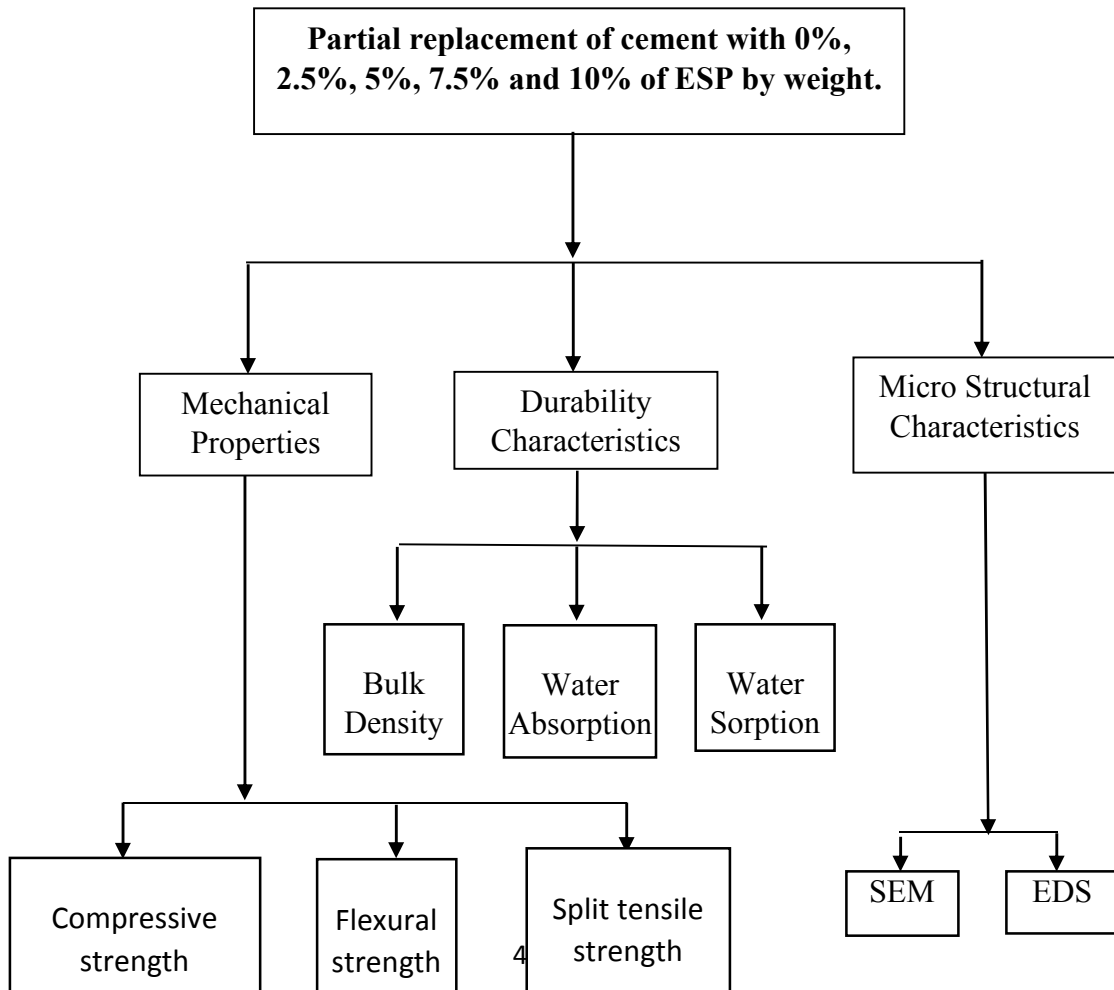 Partial replacement of cement with 0%,
2.5%, 5%, 7.5% and 10% of ESP by weight.
Mechanical
Properties
Durability
Characteristics
Micro Structural
Characteristics
Bulk
Density
Water
Absorption
Water
Sorption
Compressive
strength
Flexural
strength
Split tensile
strength
SEM
EDS
4